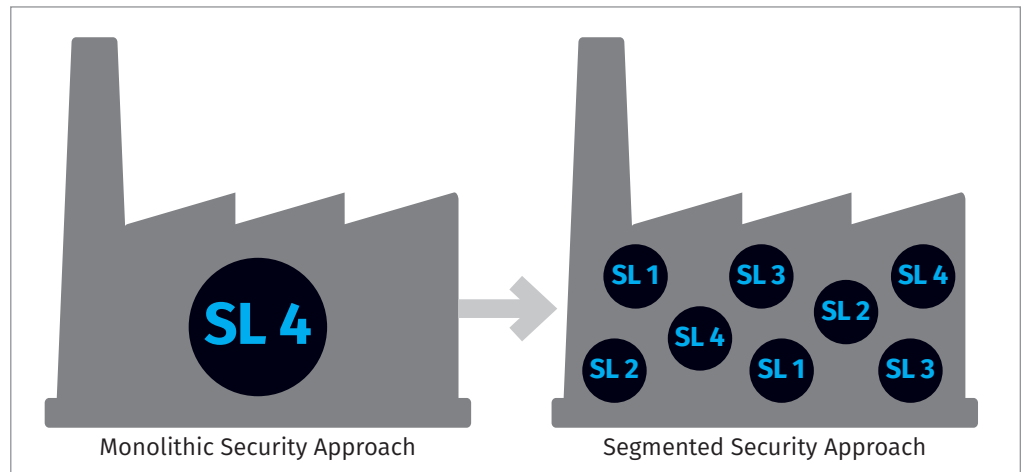 SL 4
Monolithic Security Approach
SL 1
SL 3
SL 4
SL 2
SL 4
SL 2
SL 1
SL 3
Segmented Security Approach